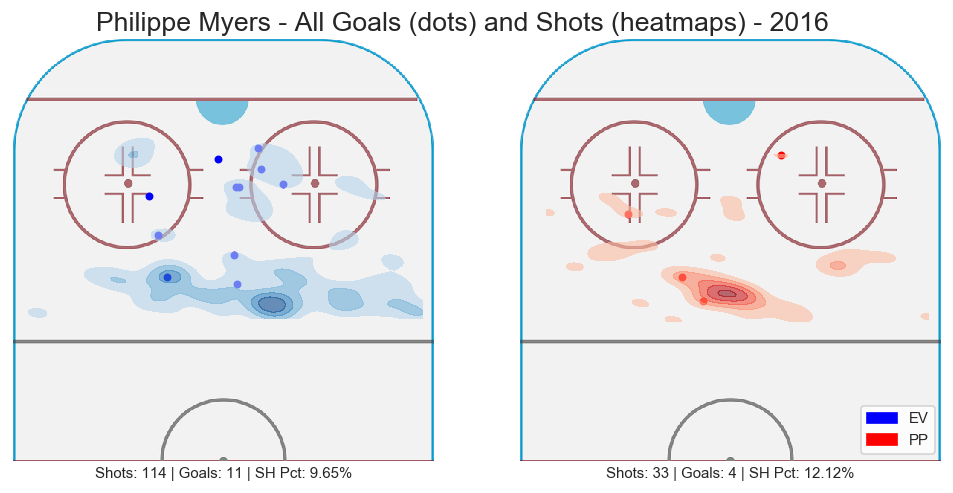 Philippe Myers - All Goals (dots) and Shots (heatmaps) - 2016
EV
PP
Shots: 114 | Goals: 11 | SH Pct: 9.65%
Shots: 33 | Goals: 4 | SH Pct: 12.12%